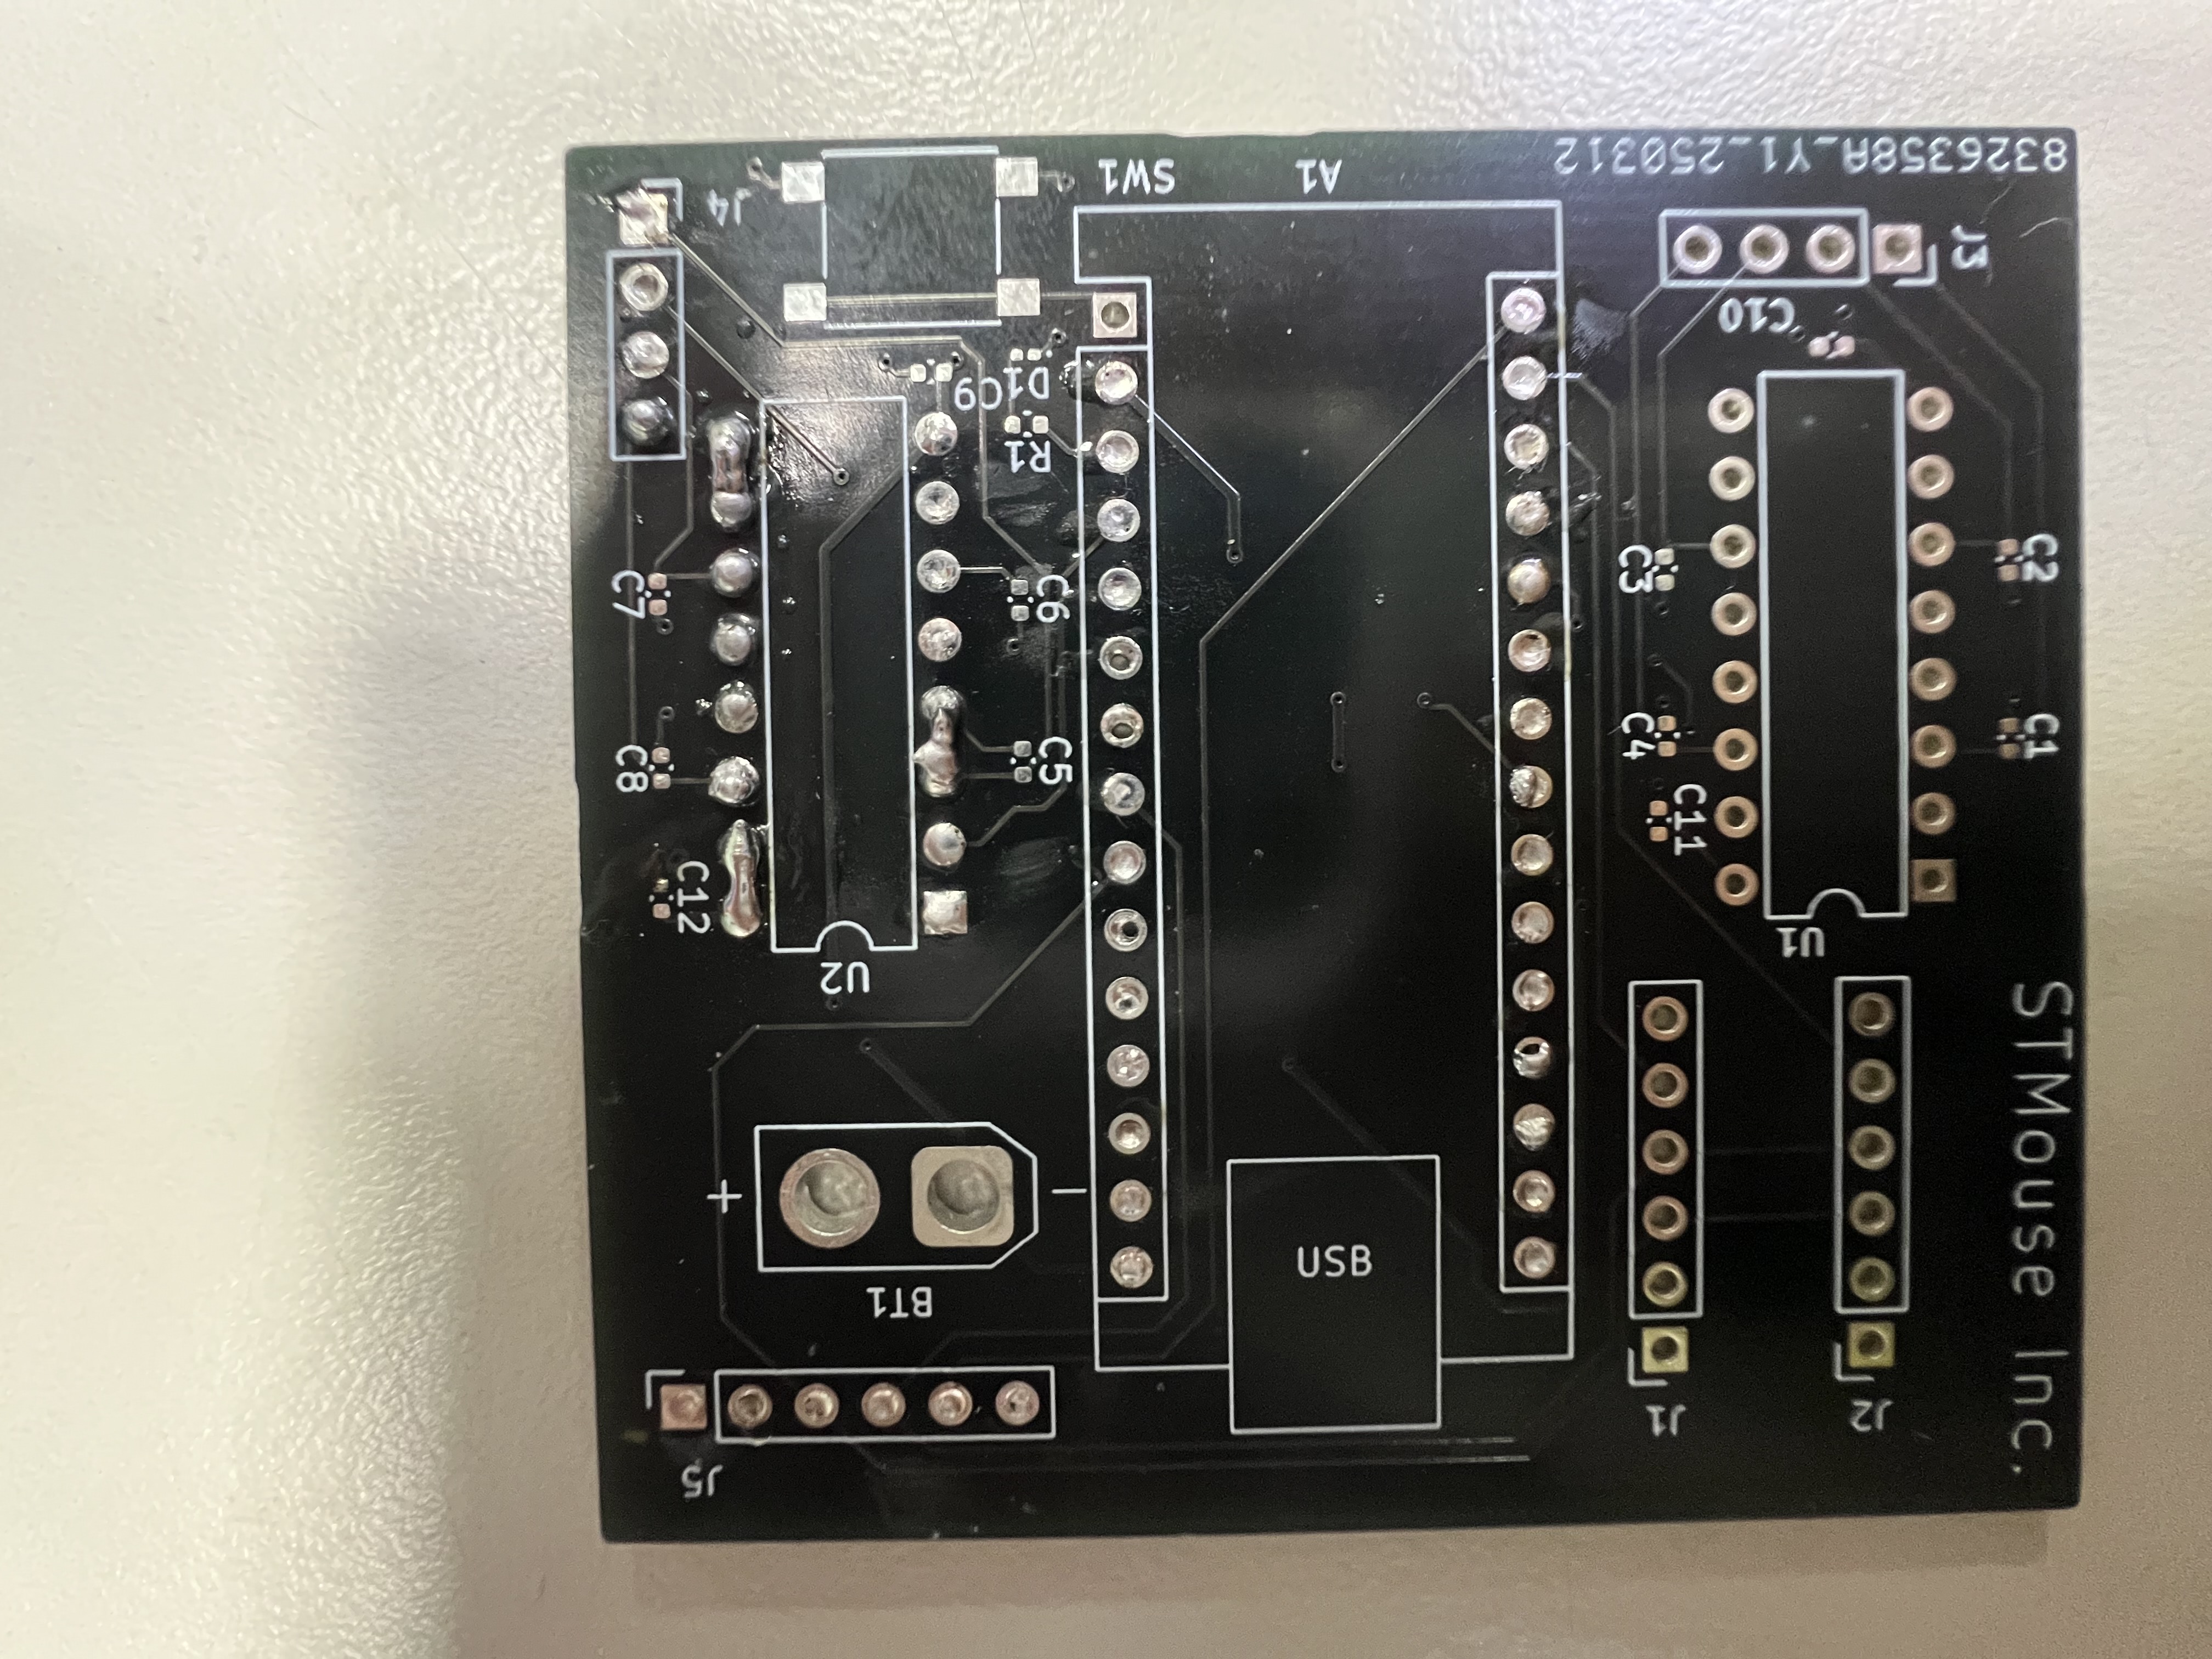 J5
+
BT1
-
C12
C8
C7
J4
U2
C5
C6
R1
D1
C9
SW1
USB
A1
J1
J2
C11
C4
C3
U1
C10
J3
C1
C2
STMouse Inc.
8326358A_Y1_250312